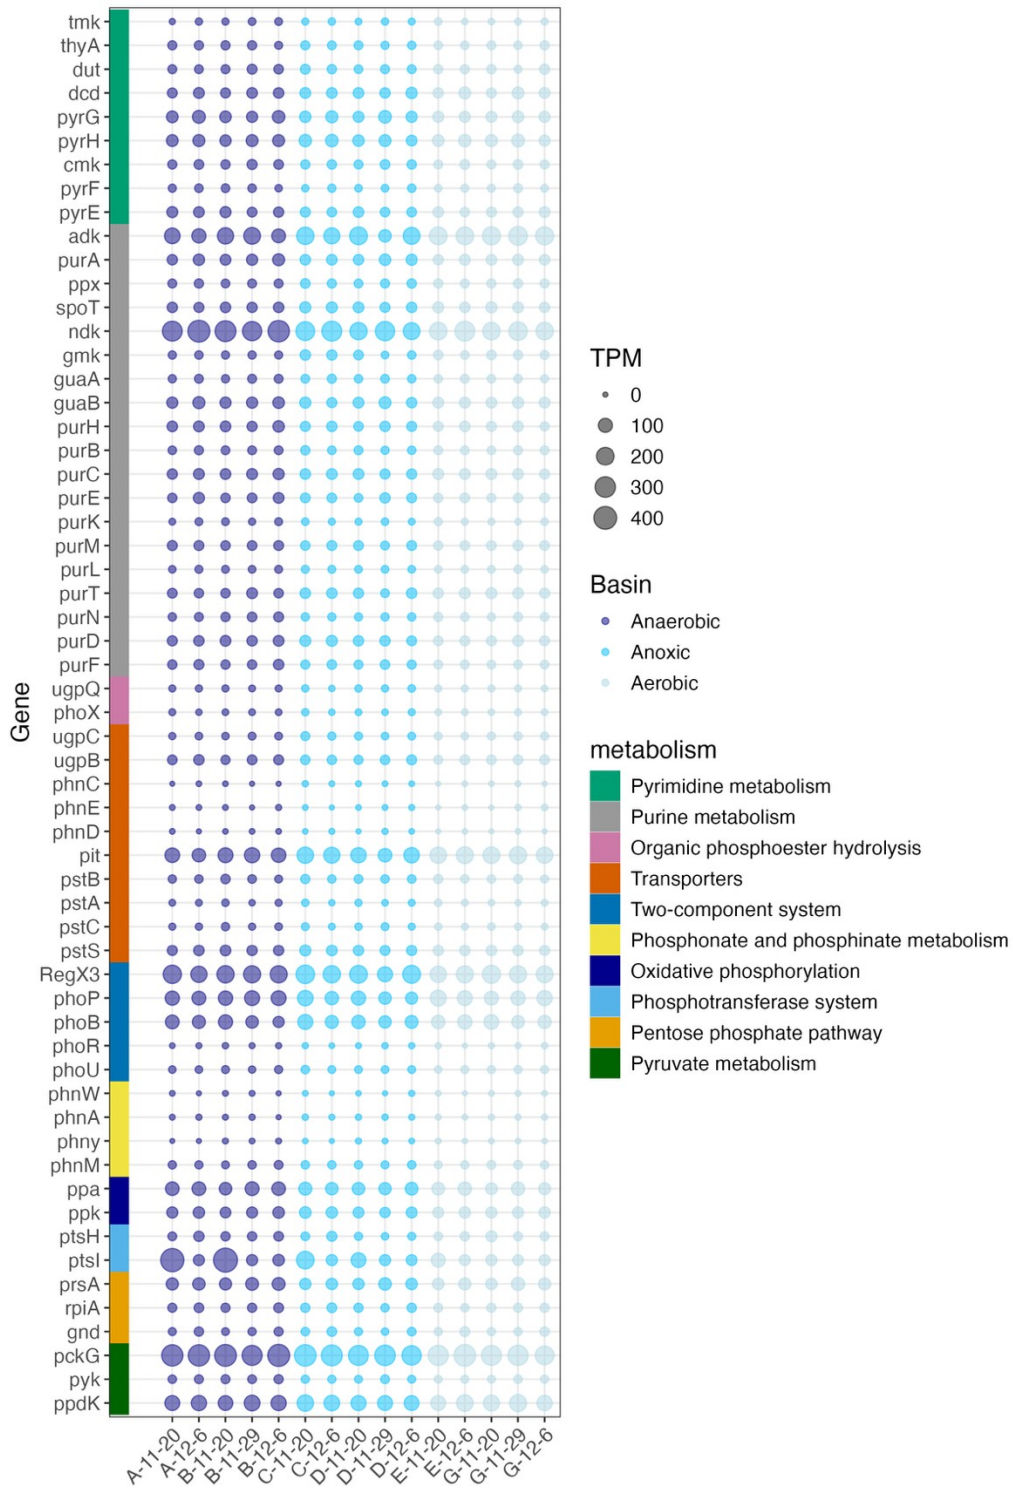 tmk
thyA
dut
dcd
pyrG
pyrH
cmk
pyrF
pyrE
adk
purA
ppx
spoT
ndk
gmk
guaA
guaB
purH
purB
purC
purE
purK
purM
purL
purT
purN
purD
purF
ugpQ
phoX
ugpC
ugpB
phnC
phnE
phnD
pit
pstB
pstA
pstC
pstS
RegX3
phoP
phoB
phoR
phoU
phnW
phnA
phny
phnM
ppa
ppk
ptsH
ptsI
prsA
rpiA
gnd
pckG
pyk
ppdK
Gene
A-11-20
A-12-6
B-11-20
B-11-29
B-12-6
C-11-20
C-12-6
D-11-20
D-11-29
D-12-6
E-11-20
E-12-6
G-11-20
G-11-29
G-12-6
TPM
0
100
200
300
400
Basin
Anaerobic
Anoxic
Aerobic
metabolism
Pyrimidine metabolism
Purine metabolism
Organic phosphoester hydrolysis
Transporters
Two-component system
Phosphonate and phosphinate metabolism
Oxidative phosphorylation
Phosphotransferase system
Pentose phosphate pathway
Pyruvate metabolism